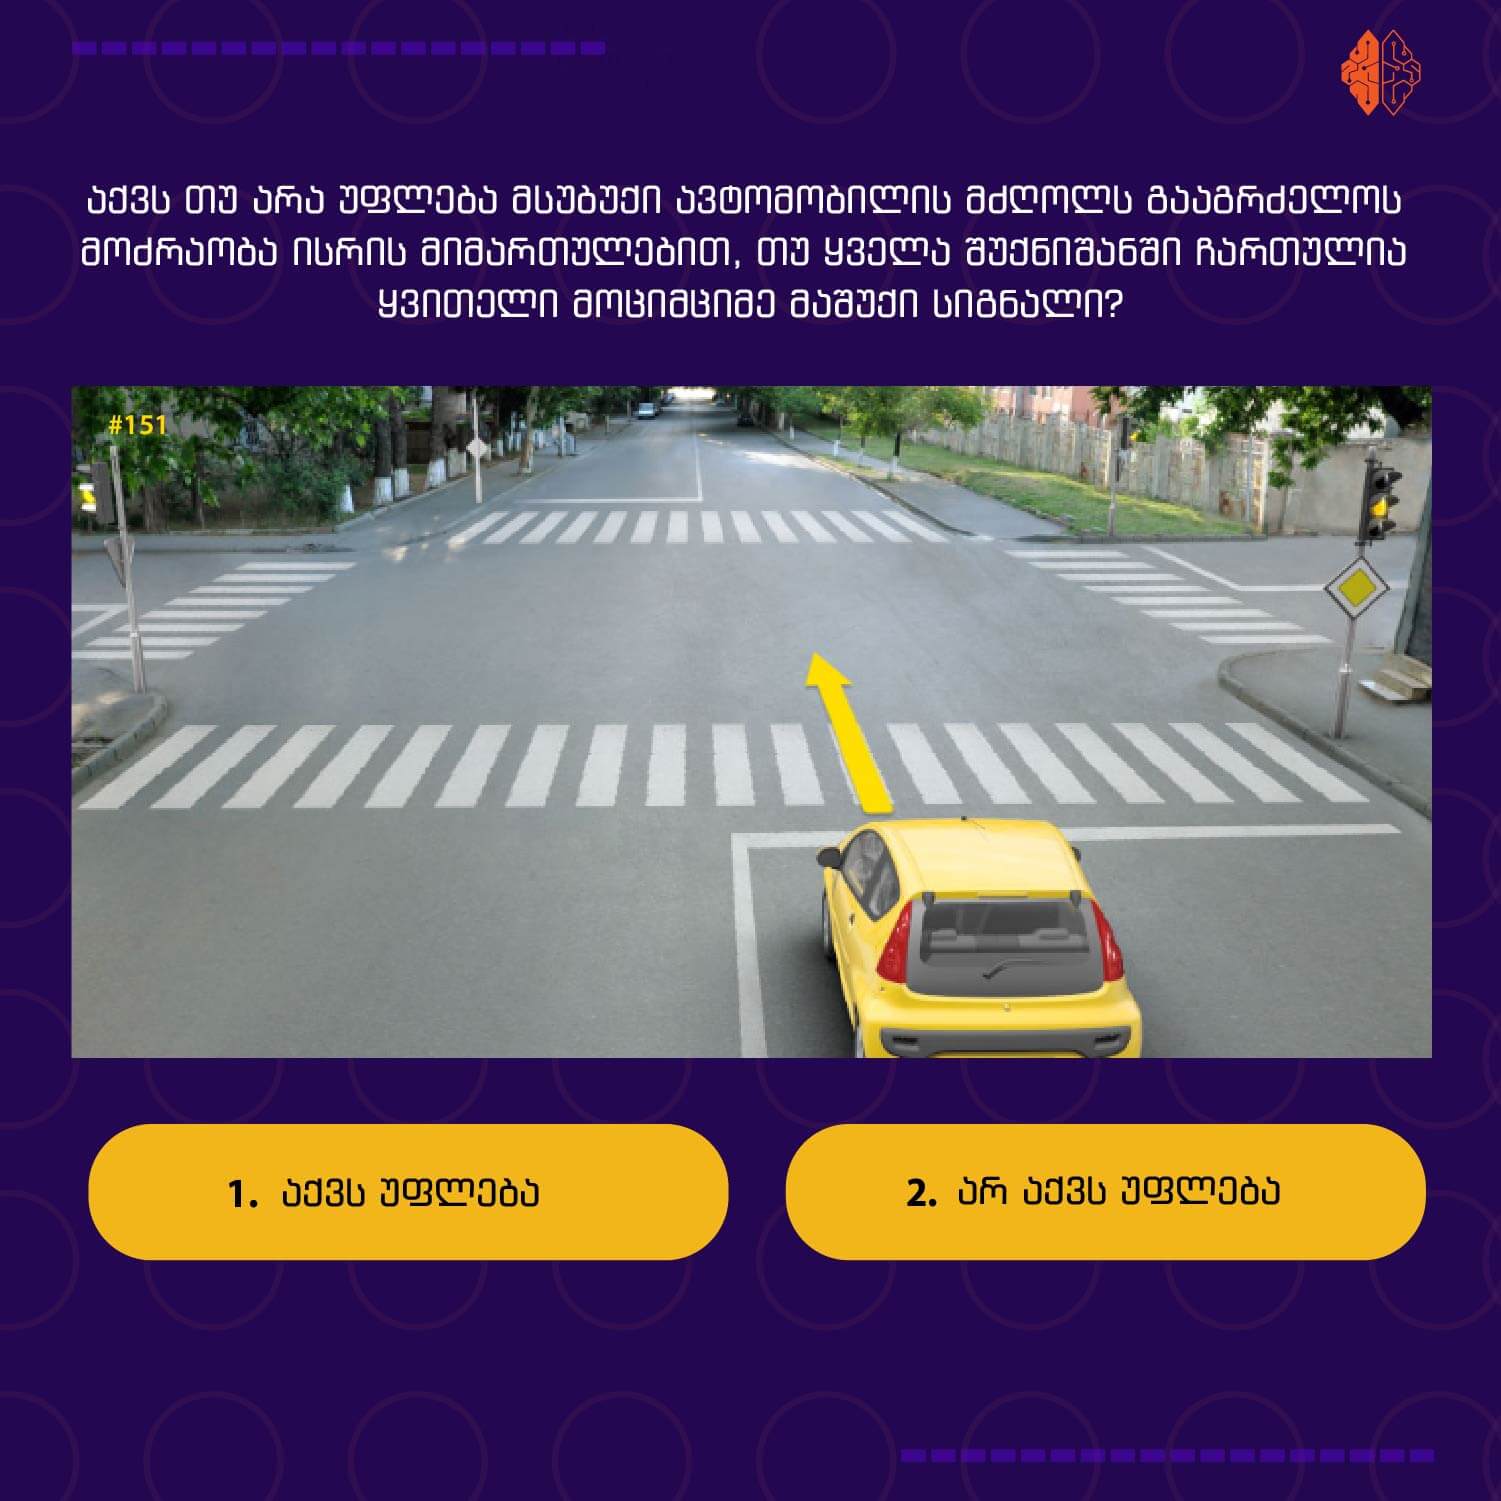 აქვს თუ არა უფლება მსუბუქი ავტომობილის მძღოლს გააგრძელოს
მოძრაობა ისრის მიმართულებით, თუ ყველა შუქნიშანში ჩართულია
ყვითელი მოციმციმე მაშუქი სიგნალი?
#151
1. აქვს უფლება
2. არ აქვს უფლება